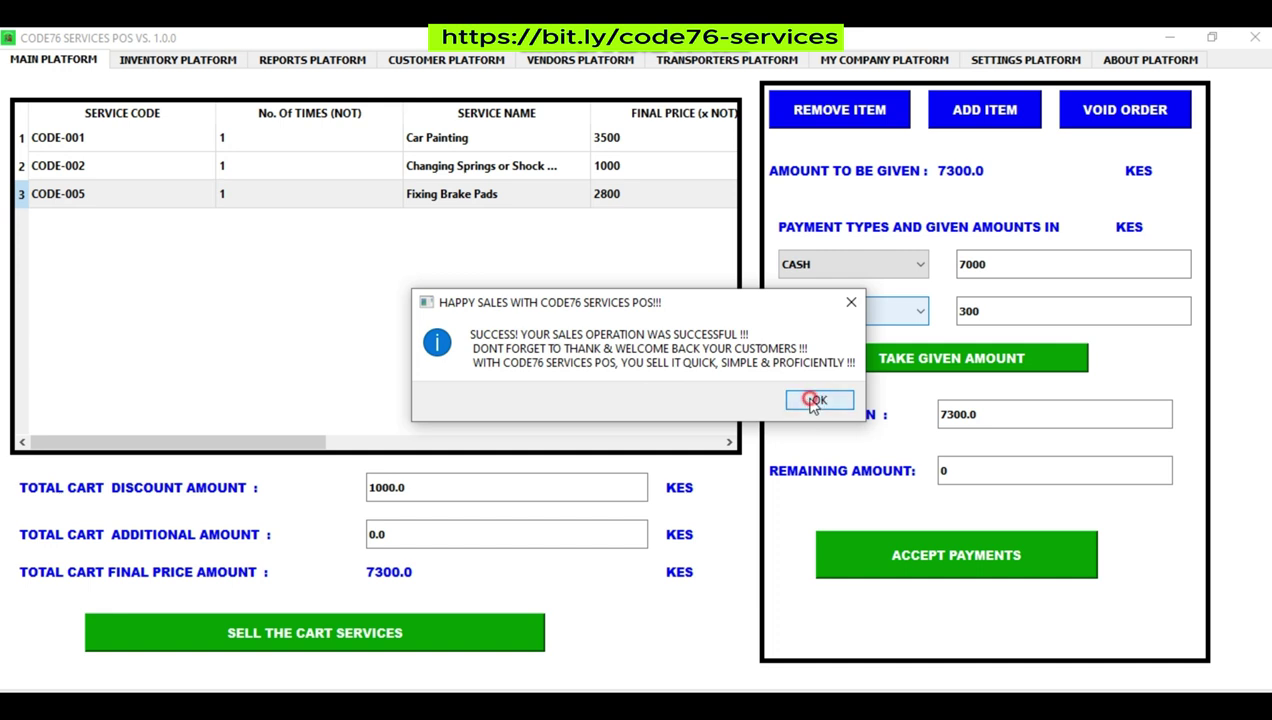 https://bit.ly/code76-services
CODE76 SERVICES POS VS. 1.0.0
MAIN PLATFORM INVENTORY PLATFORM REPORTS PLATFORM CUSTOMER PLATFORM VENDORS PLATFORM TRANSPORTERS PLATFORM MY COMPANY PLATFORM SETTINGS PLATFORM ABOUT PLATFORM
SERVICE CODE No. Of TIMES (NOT) SERVICE NAME FINAL PRICE (x NOT)
1 CODE-001 1 Car Painting 3500
2 CODE-002 1 Changing Springs or Shock ... 1000
3 CODE-005 1 Fixing Brake Pads 2800
REMOVE ITEM ADD ITEM VOID ORDER
AMOUNT TO BE GIVEN : 7300.0 KES
PAYMENT TYPES AND GIVEN AMOUNTS IN KES
CASH 7000
300
TAKE GIVEN AMOUNT
N : 7300.0
REMAINING AMOUNT: 0
ACCEPT PAYMENTS
HAPPY SALES WITH CODE76 SERVICES POS!!!
SUCCESS! YOUR SALES OPERATION WAS SUCCESSFUL !!!
DONT FORGET TO THANK & WELCOME BACK YOUR CUSTOMERS !!!
WITH CODE76 SERVICES POS, YOU SELL IT QUICK, SIMPLE & PROFICIENTLY !!!
OK
TOTAL CART DISCOUNT AMOUNT : 1000.0 KES
TOTAL CART ADDITIONAL AMOUNT : 0.0 KES
TOTAL CART FINAL PRICE AMOUNT : 7300.0 KES
SELL THE CART SERVICES